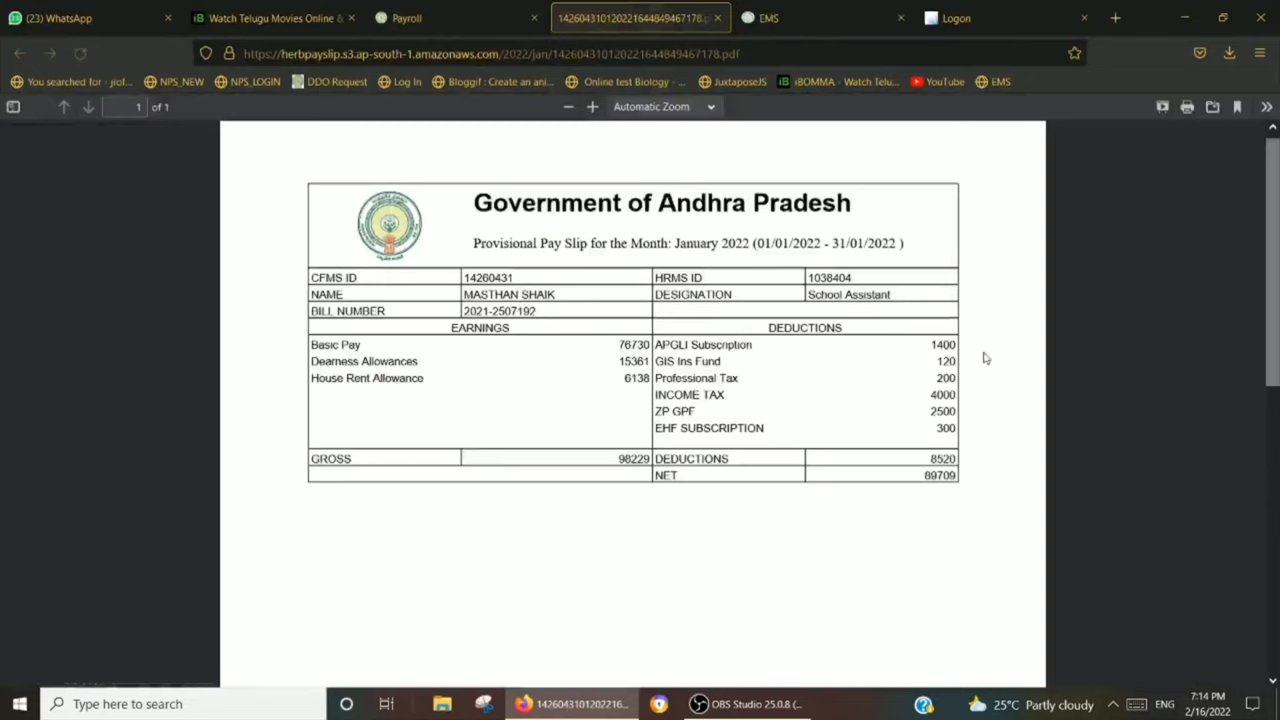 (23) WhatsApp
Watch Telugu Movies Online &
Payroll
14260431012022164484946717​8.p
EMS
Logon
https://herbpayslip.s3.ap-south-1.amazonaws.com/2022/jan/142604310120221644849467178.pdf
You searched for - jiof...
NPS_NEW
NPS_LOGIN
DDO Request
Log In
Bloggif : Create an ani...
Online test Biology -...
JuxtaposeJS
iBOMMA - Watch Telu...
YouTube
EMS
1 of 1
Automatic Zoom
Government of Andhra Pradesh
Provisional Pay Slip for the Month: January 2022 (01/01/2022 - 31/01/2022 )
CFMS ID 14260431 HRMS ID 1038404
NAME MASTHAN SHAIK DESIGNATION School Assistant
BILL NUMBER 2021-2507192
EARNINGS DEDUCTIONS
Basic Pay 76730 APGLI Subscription 1400
Dearness Allowances 15361 GIS Ins Fund 120
House Rent Allowance 6138 Professional Tax 200
INCOME TAX 4000
ZP GPF 2500
EHF SUBSCRIPTION 300
GROSS 98229 DEDUCTIONS 8520
NET 89709
Type here to search
142604310120221​6...
OBS Studio 25.0.8 (...
25°C Partly cloudy
ENG
7:14 PM
2/16/2022